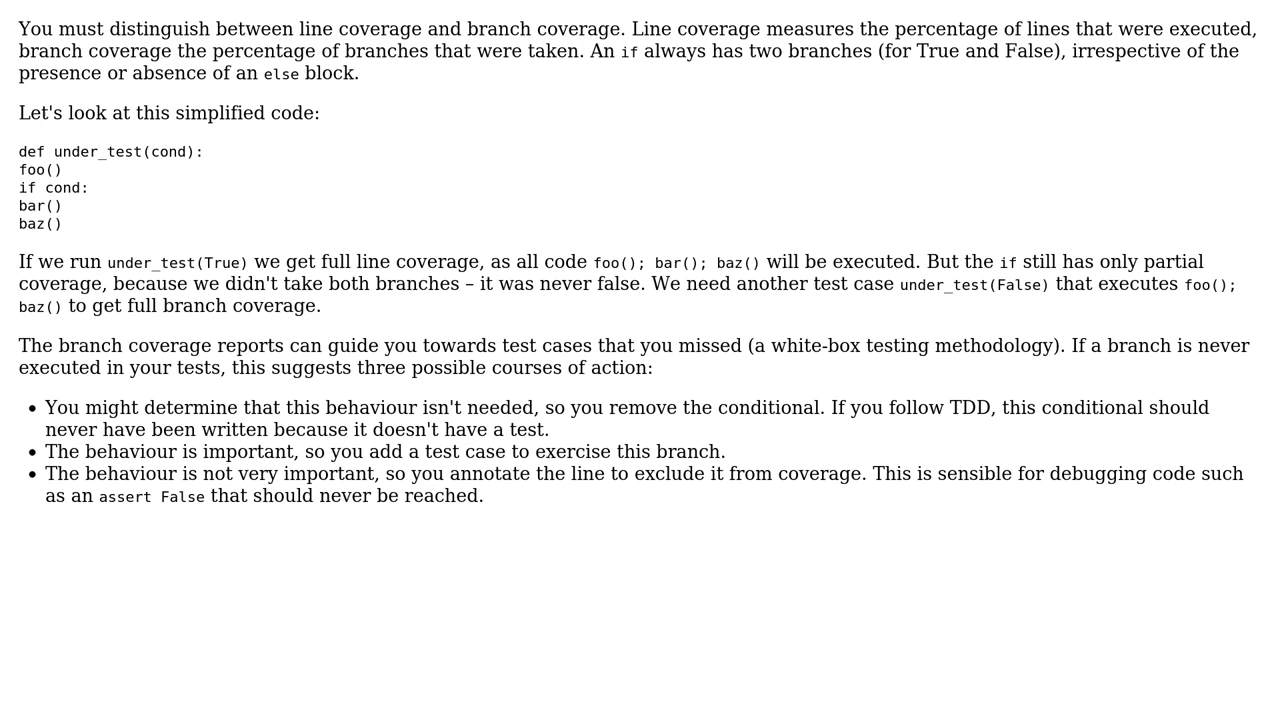 You must distinguish between line coverage and branch coverage. Line coverage measures the percentage of lines that were executed,
branch coverage the percentage of branches that were taken. An if always has two branches (for True and False), irrespective of the
presence or absence of an else block.
Let's look at this simplified code:
def under_test(cond):
foo()
if cond:
bar()
baz()
If we run under_test(True) we get full line coverage, as all code foo(); bar(); baz() will be executed. But the if still has only partial
coverage, because we didn't take both branches – it was never false. We need another test case under_test(False) that executes foo();
baz() to get full branch coverage.
The branch coverage reports can guide you towards test cases that you missed (a white-box testing methodology). If a branch is never
executed in your tests, this suggests three possible courses of action:
• You might determine that this behaviour isn't needed, so you remove the conditional. If you follow TDD, this conditional should
never have been written because it doesn't have a test.
• The behaviour is important, so you add a test case to exercise this branch.
• The behaviour is not very important, so you annotate the line to exclude it from coverage. This is sensible for debugging code such
as an assert False that should never be reached.